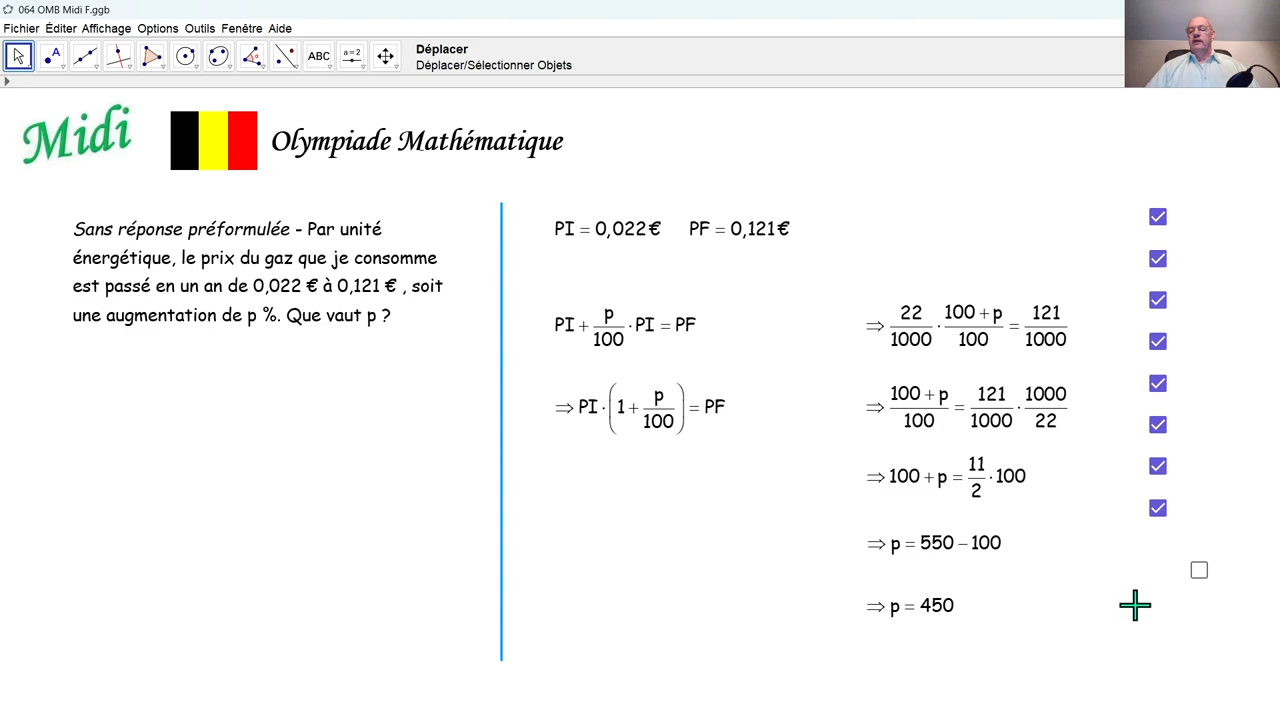 064 OMB Midi F.ggb
Fichier Éditer Affichage Options Outils Fenêtre Aide
A
ABC
a=2
Déplacer
Déplacer/Sélectionner Objets
Midi
Olympiade Mathématique
Sans réponse préformulée - Par unité
énergétique, le prix du gaz que je consomme
est passé en un an de 0,022 € à 0,121 € , soit
une augmentation de p %. Que vaut p ?
PI = 0,022 € PF = 0,121 €
PI + p/100 · PI = PF
⇒ PI · (1 + p/100) = PF
⇒ 22/1000 · (100 + p)/100 = 121/1000
⇒ (100 + p)/100 = 121/1000 · 1000/22
⇒ 100 + p = 11/2 · 100
⇒ p = 550 − 100
⇒ p = 450